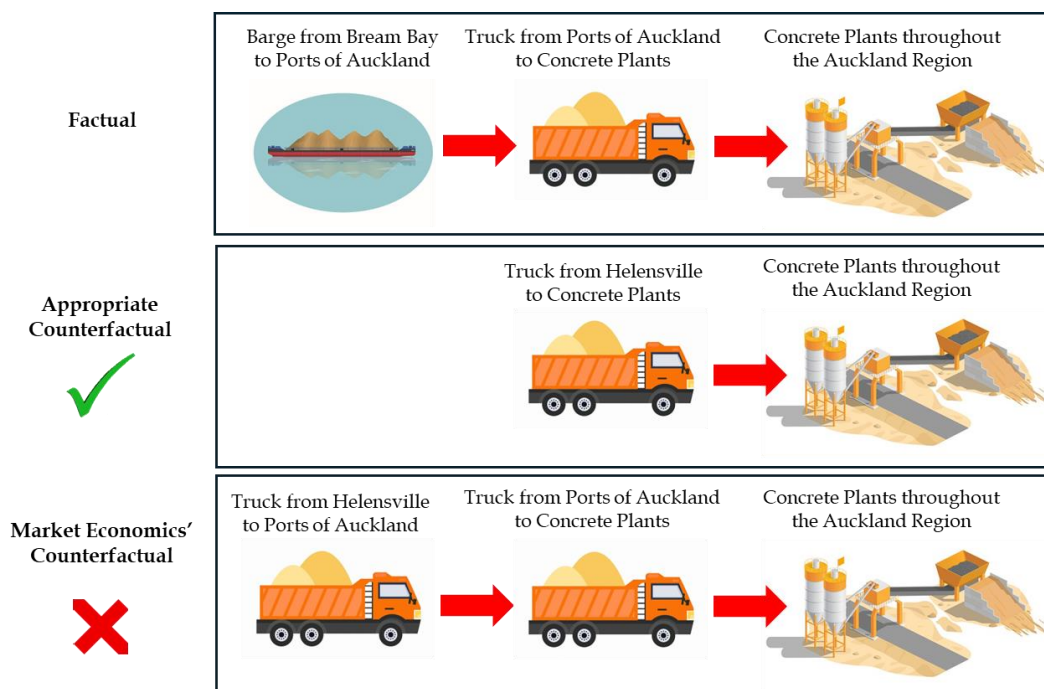 Barge from Bream Bay
to Ports of Auckland
Truck from Ports of Auckland
to Concrete Plants
Concrete Plants throughout
the Auckland Region
Factual
Truck from Helensville
to Concrete Plants
Concrete Plants throughout
the Auckland Region
Appropriate
Counterfactual
Truck from Helensville
to Ports of Auckland
Truck from Ports of Auckland
to Concrete Plants
Concrete Plants throughout
the Auckland Region
Market Economics’
Counterfactual